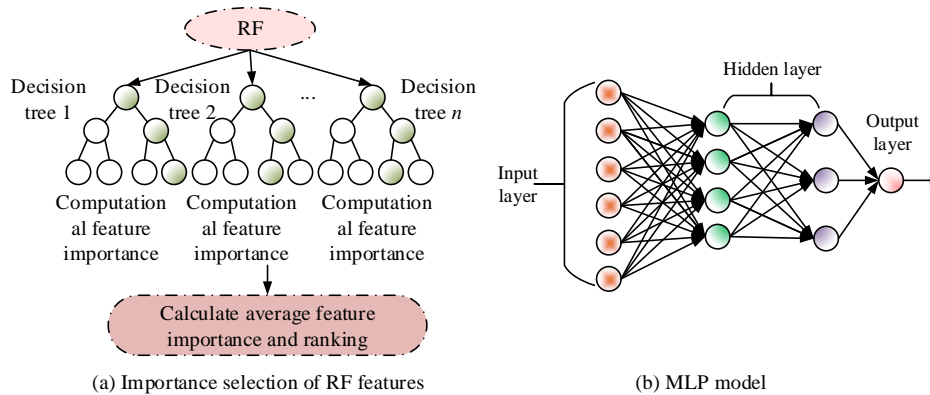 RF
Decision
tree 1
Decision
tree 2
...
Decision
tree n
Computation
al feature
importance
Computation
al feature
importance
Computation
al feature
importance
Calculate average feature
importance and ranking
(a) Importance selection of RF features
Hidden layer
Input
layer
Output
layer
(b) MLP model